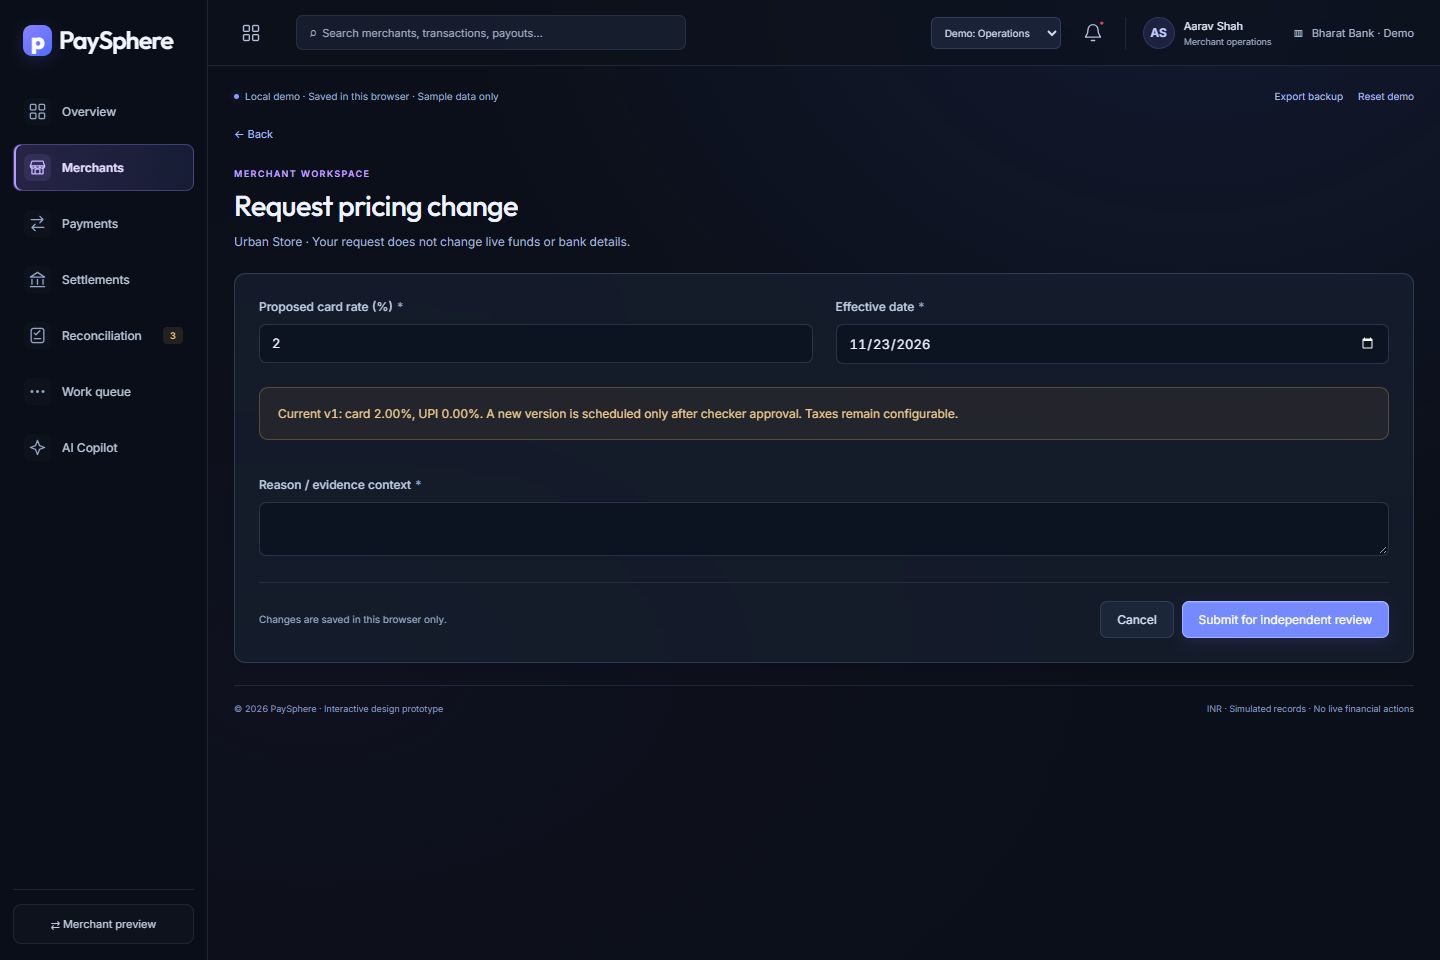 PaySphere
Search merchants, transactions, payouts...
Demo: Operations
AS
Aarav Shah
Merchant operations
Bharat Bank · Demo
Overview
Merchants
Payments
Settlements
Reconciliation 3
Work queue
AI Copilot
⇄ Merchant preview
Local demo · Saved in this browser · Sample data only
Export backup
Reset demo
← Back
MERCHANT WORKSPACE
Request pricing change
Urban Store · Your request does not change live funds or bank details.
Proposed card rate (%) *
2
Effective date *
11/23/2026
Current v1: card 2.00%, UPI 0.00%. A new version is scheduled only after checker approval. Taxes remain configurable.
Reason / evidence context *
Changes are saved in this browser only.
Cancel
Submit for independent review
© 2026 PaySphere · Interactive design prototype
INR · Simulated records · No live financial actions